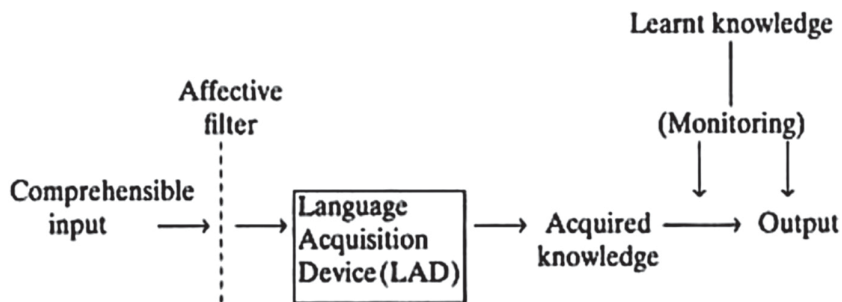 Learnt knowledge
Affective
filter
(Monitoring)
Comprehensible
input
Language
Acquisition
Device(LAD)
Acquired
knowledge
Output